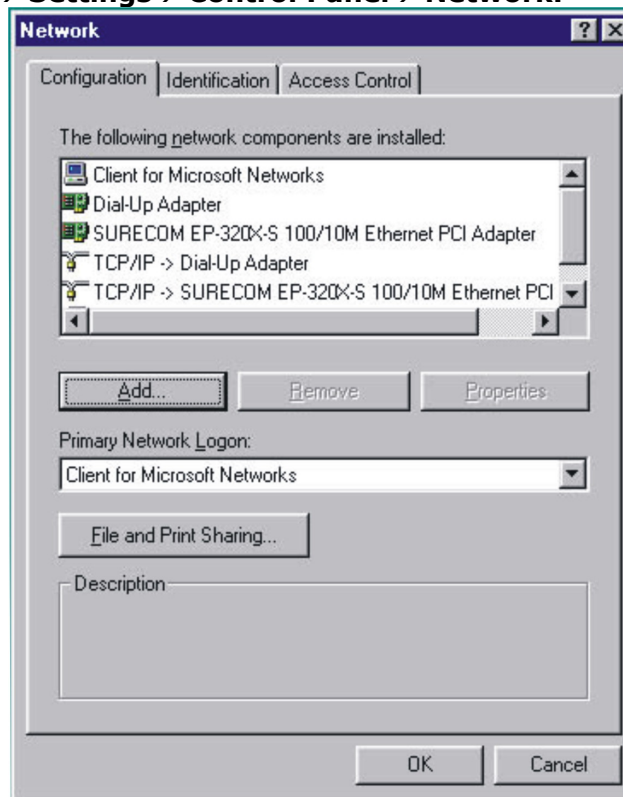 Settings > Control Panel > Network.
Network
Configuration Identification Access Control
The following network components are installed:
Client for Microsoft Networks
Dial-Up Adapter
SURECOM EP-320X-S 100/10M Ethernet PCI Adapter
TCP/IP -> Dial-Up Adapter
TCP/IP -> SURECOM EP-320X-S 100/10M Ethernet PCI
Add... Remove Properties
Primary Network Logon:
Client for Microsoft Networks
File and Print Sharing...
Description
OK Cancel